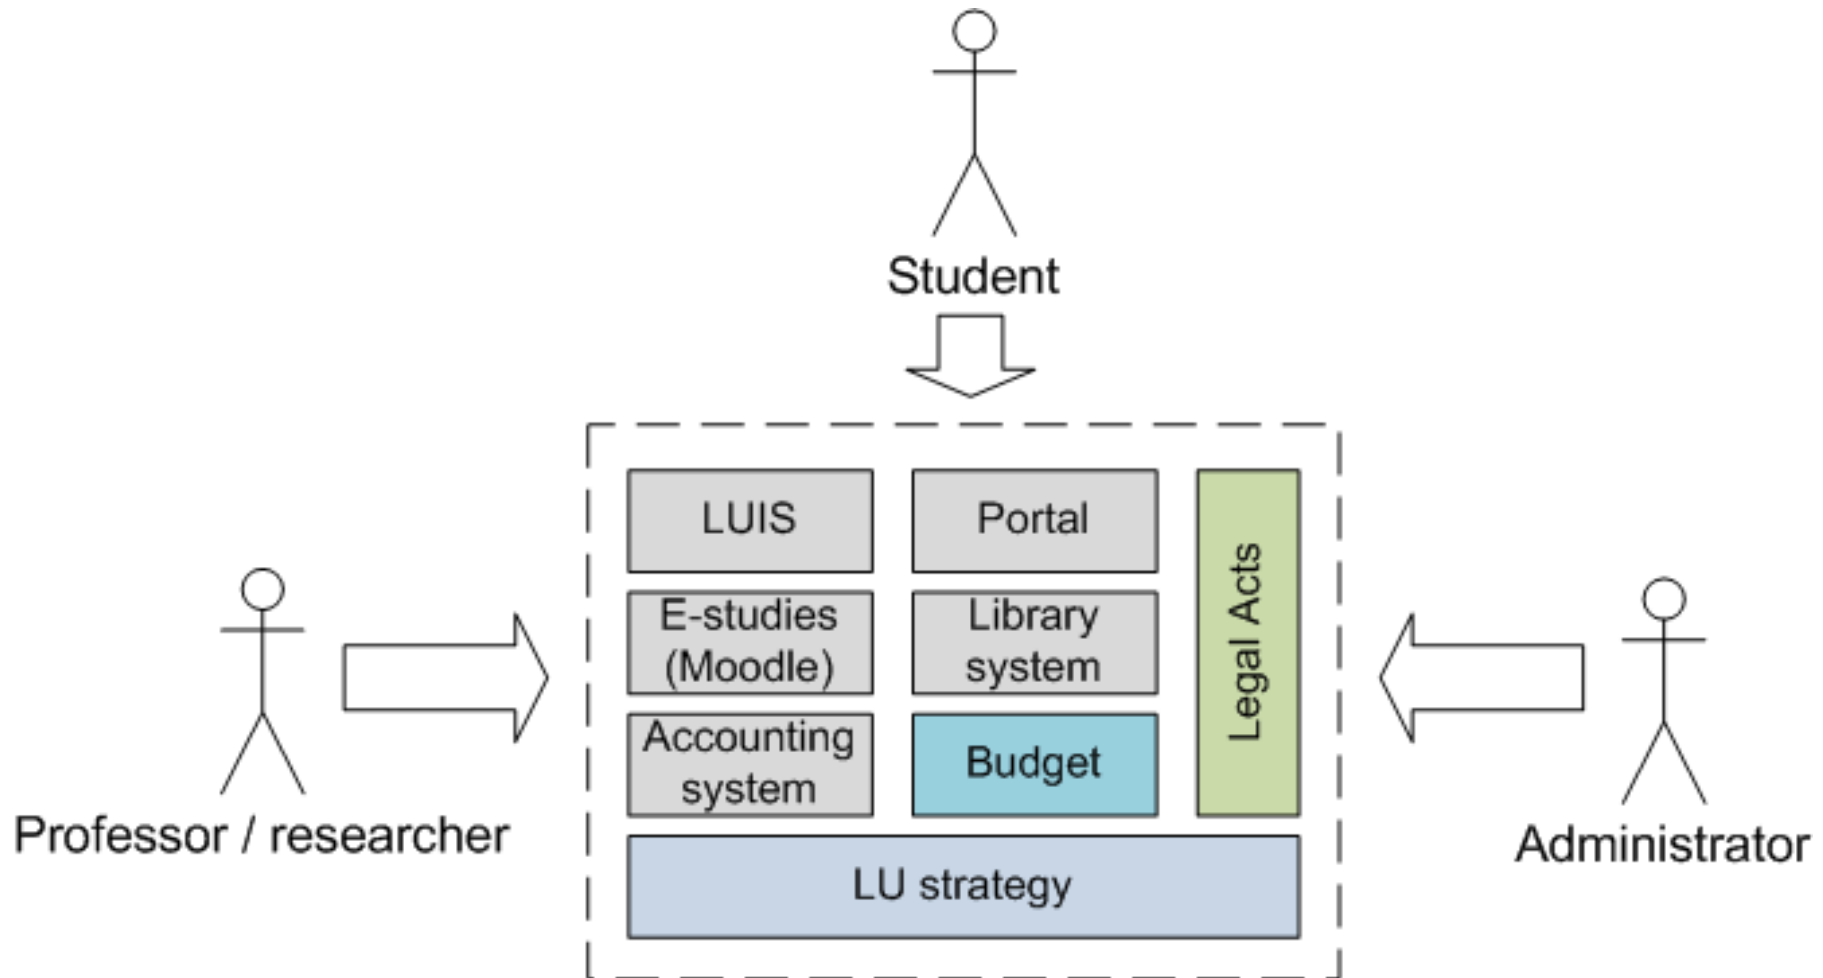 Student
LUIS
Portal
E-studies
(Moodle)
Library
system
Accounting
system
Budget
Legal Acts
LU strategy
Professor / researcher
Administrator